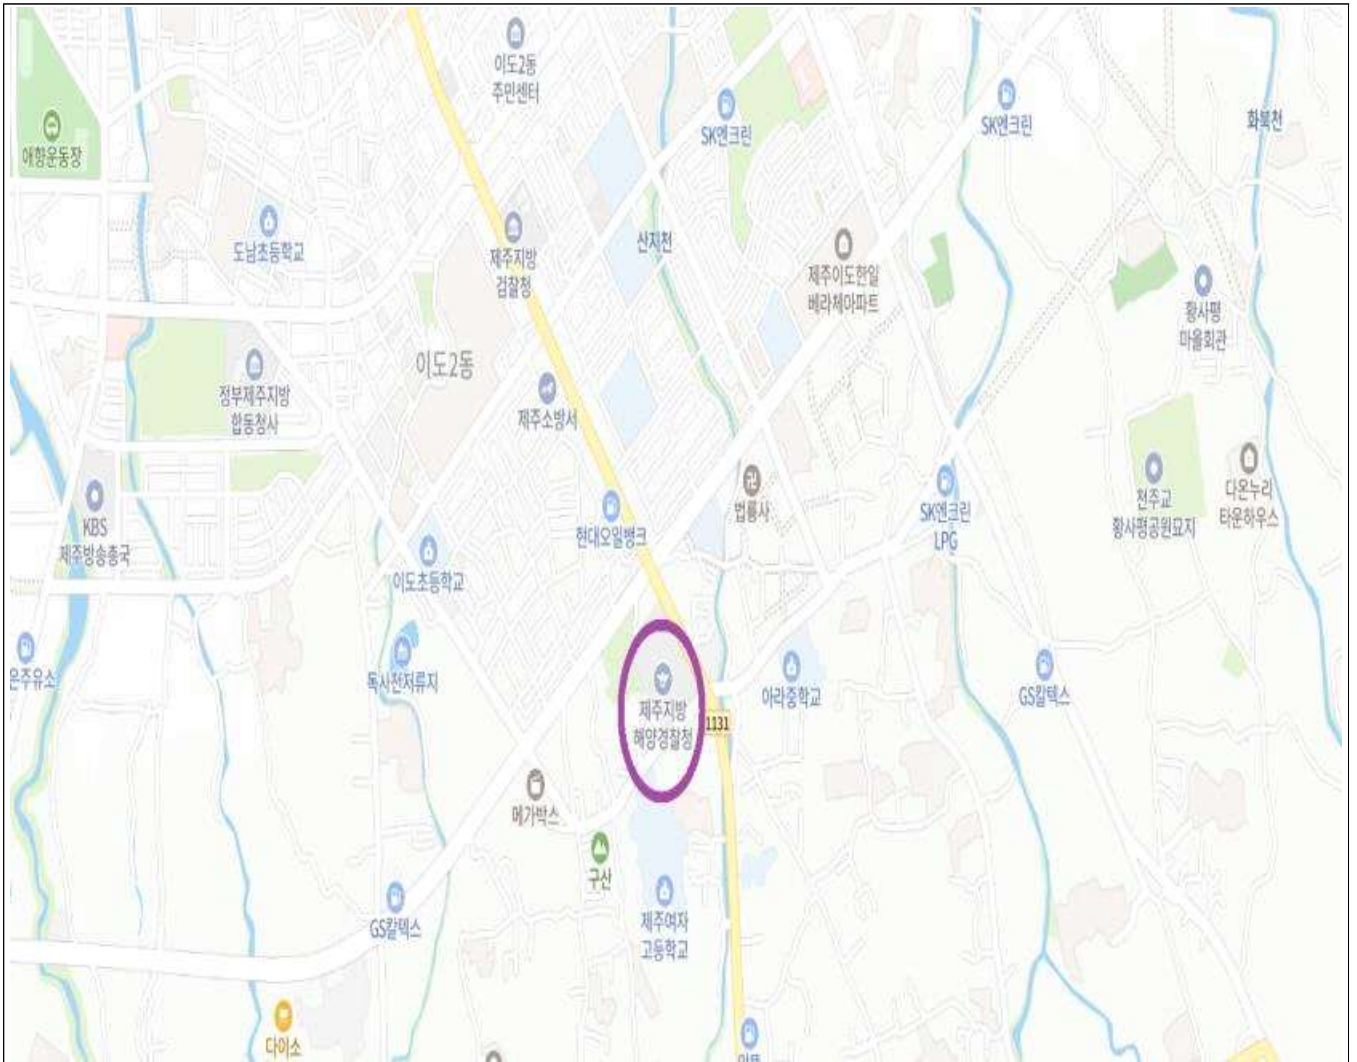 이도2동
주민센터
SK엔크린
SK엔크린
화북천
애향운동장
도남초등학교
제주지방
검찰청
산지천
제주이도한일
베라체아파트
황사평
마을회관
이도2동
정부제주지방
합동청사
제주소방서
KBS
제주방송총국
현대오일뱅크
법륭사
SK엔크린
LPG
천주교
황사평공원묘지
다온누리
타운하우스
이도초등학교
독사천저류지
은주유소
제주지방
해양경찰청
1131
아라중학교
GS칼텍스
메가박스
구산
GS칼텍스
제주여자
고등학교
다이소